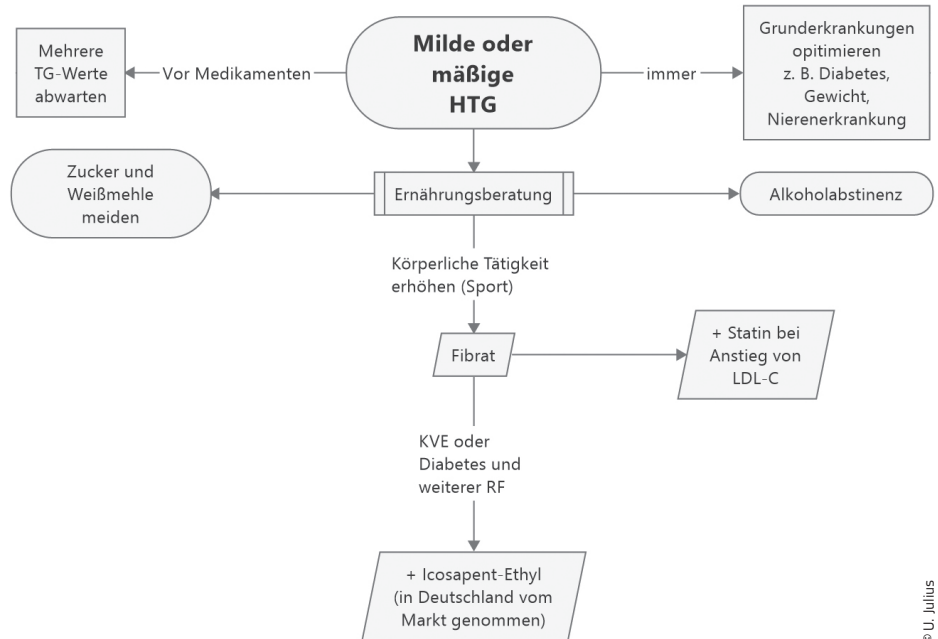 Milde oder
mäßige
HTG
Vor Medikamenten
Mehrere
TG-Werte
abwarten
immer
Grunderkrankungen
opitimieren
z. B. Diabetes,
Gewicht,
Nierenerkrankung
Ernährungsberatung
Zucker und
Weißmehle
meiden
Alkoholabstinenz
Körperliche Tätigkeit
erhöhen (Sport)
Fibrat
+ Statin bei
Anstieg von
LDL-C
KVE oder
Diabetes und
weiterer RF
+ Icosapent-Ethyl
(in Deutschland vom
Markt genommen)
© U. Julius